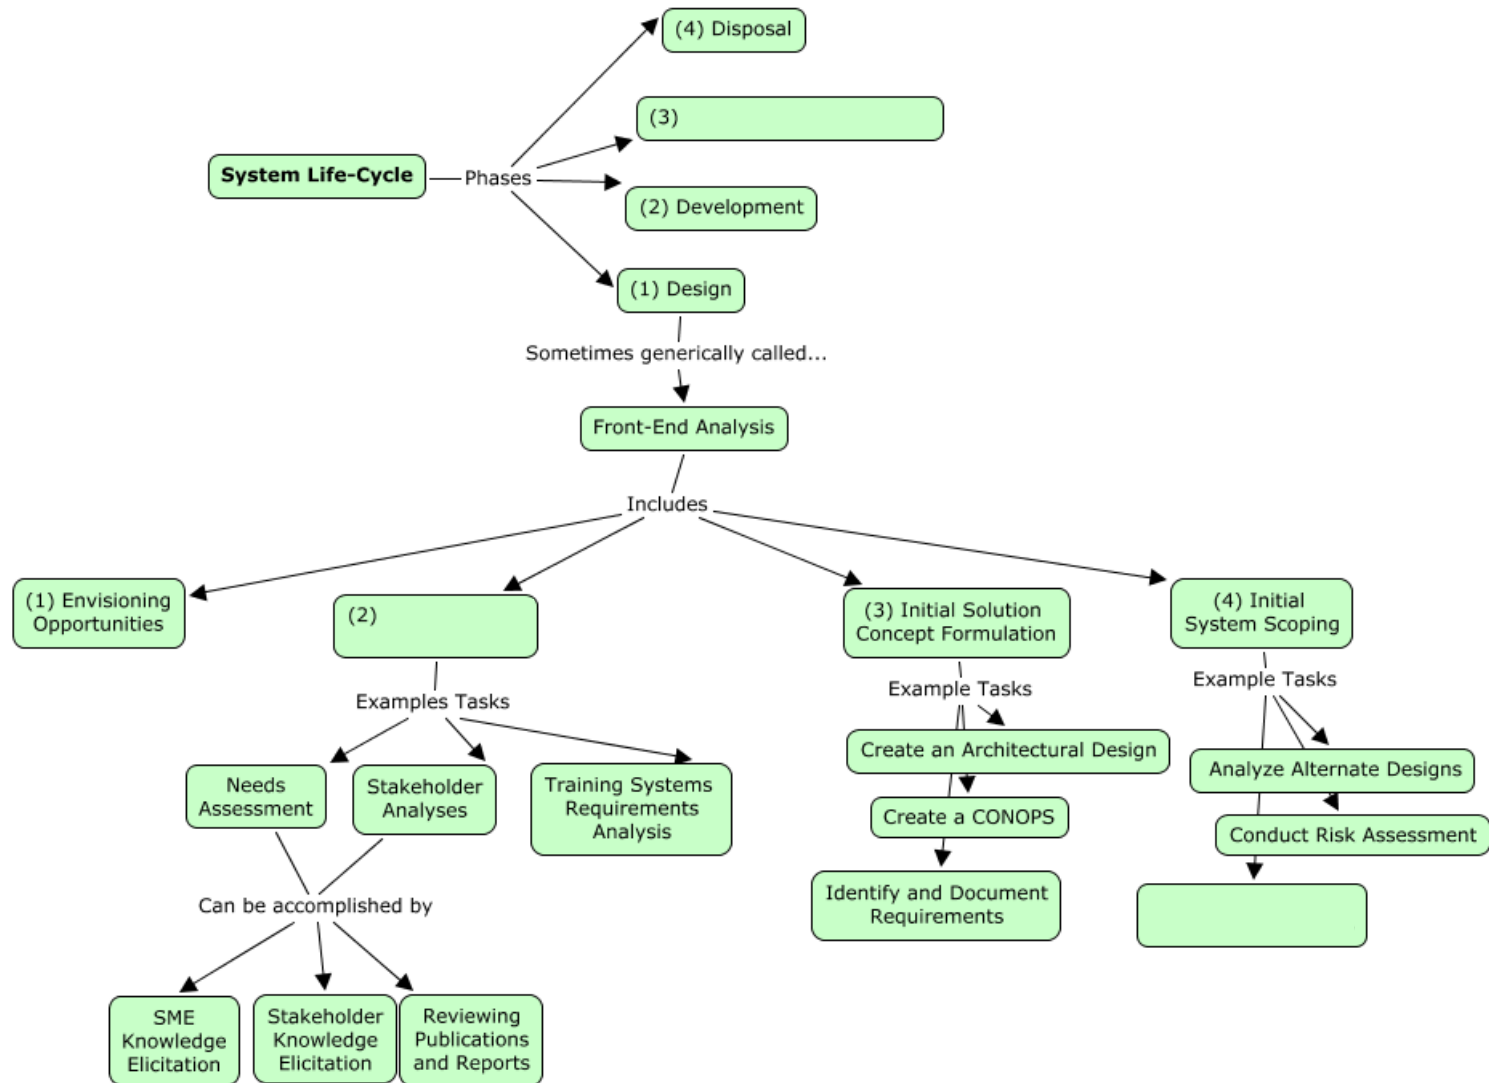 (4) Disposal
(3)
System Life-Cycle
Phases
(2) Development
(1) Design
Sometimes generically called...
Front-End Analysis
Includes
(1) Envisioning
Opportunities
(2)
(3) Initial Solution
Concept Formulation
(4) Initial
System Scoping
Examples Tasks
Example Tasks
Example Tasks
Needs
Assessment
Stakeholder
Analyses
Training Systems
Requirements
Analysis
Create an Architectural Design
Create a CONOPS
Identify and Document
Requirements
Analyze Alternate Designs
Conduct Risk Assessment
Can be accomplished by
SME
Knowledge
Elicitation
Stakeholder
Knowledge
Elicitation
Reviewing
Publications
and Reports